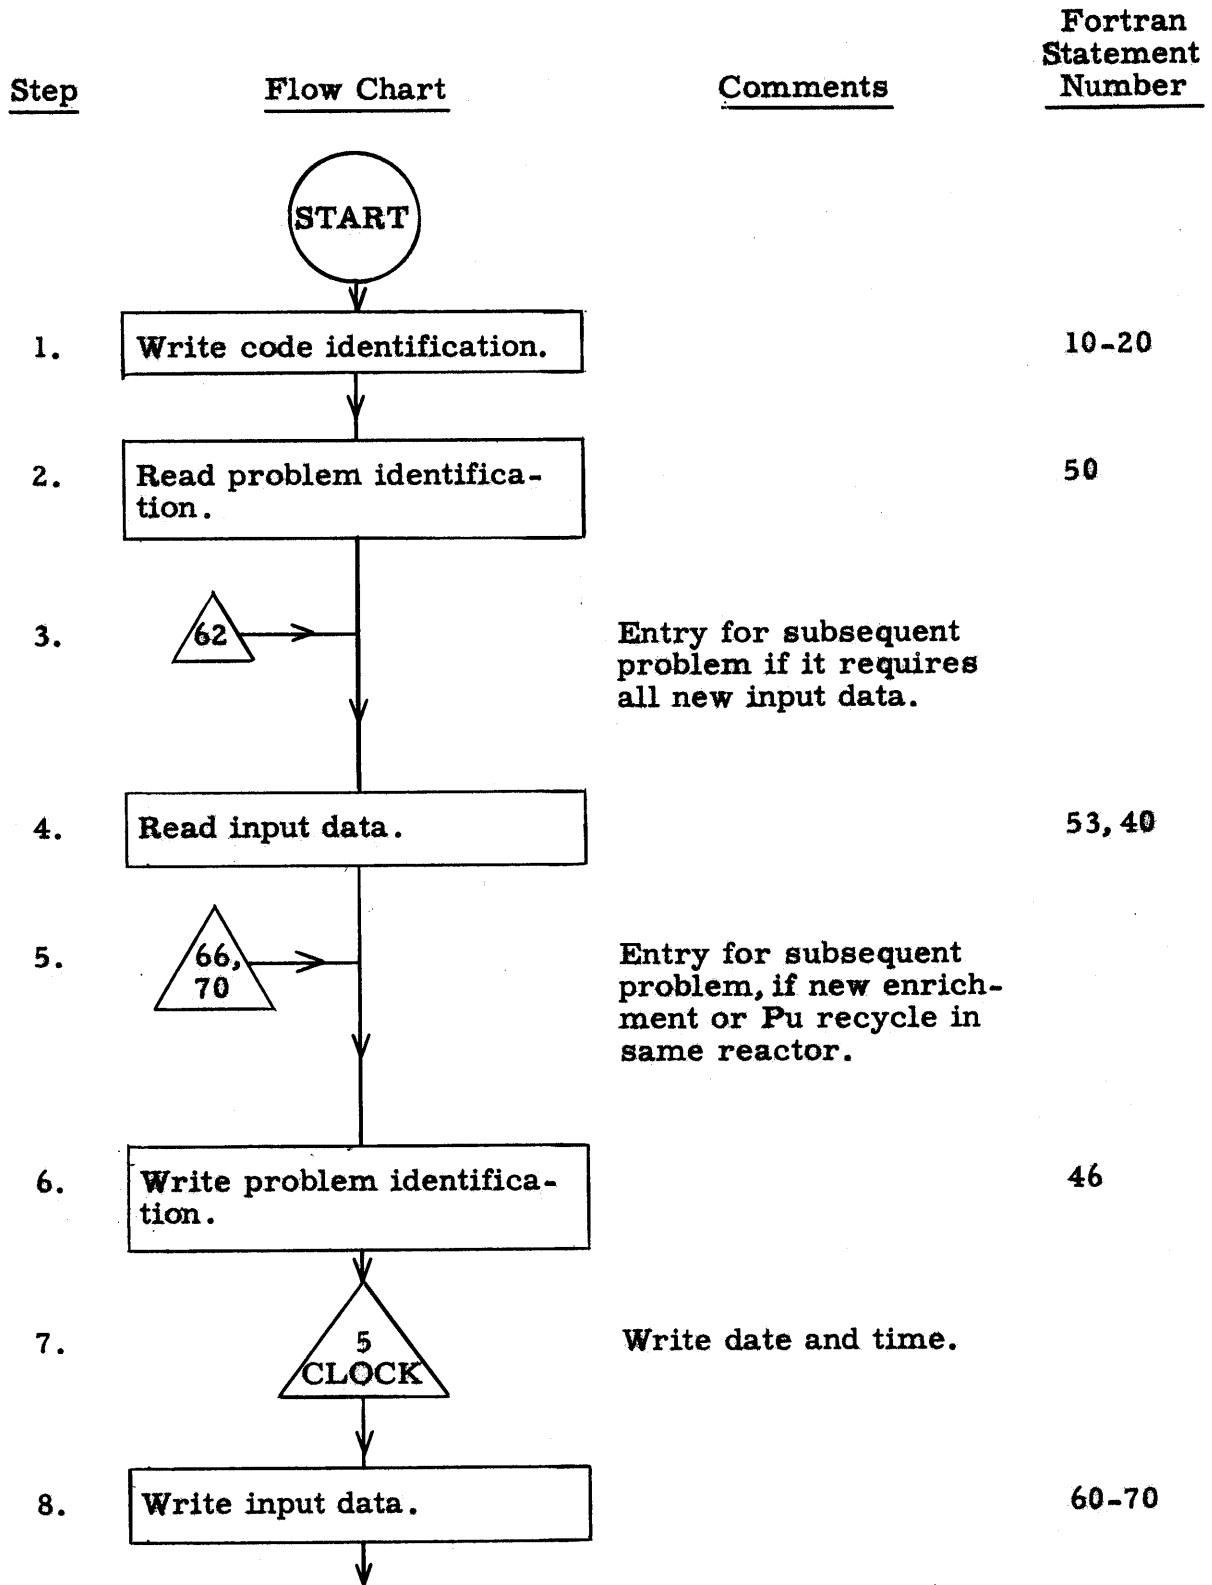 Fortran
Statement
Step Flow Chart Comments Number
START
1. Write code identification. 10-20
2. Read problem identifica- 50
tion.
3. 62 Entry for subsequent
problem if it requires
all new input data.
4. Read input data. 53, 40
5. 66, Entry for subsequent
70 problem, if new enrich-
ment or Pu recycle in
same reactor.
6. Write problem identifica- 46
tion.
7. 5 Write date and time.
CLOCK
8. Write input data. 60-70